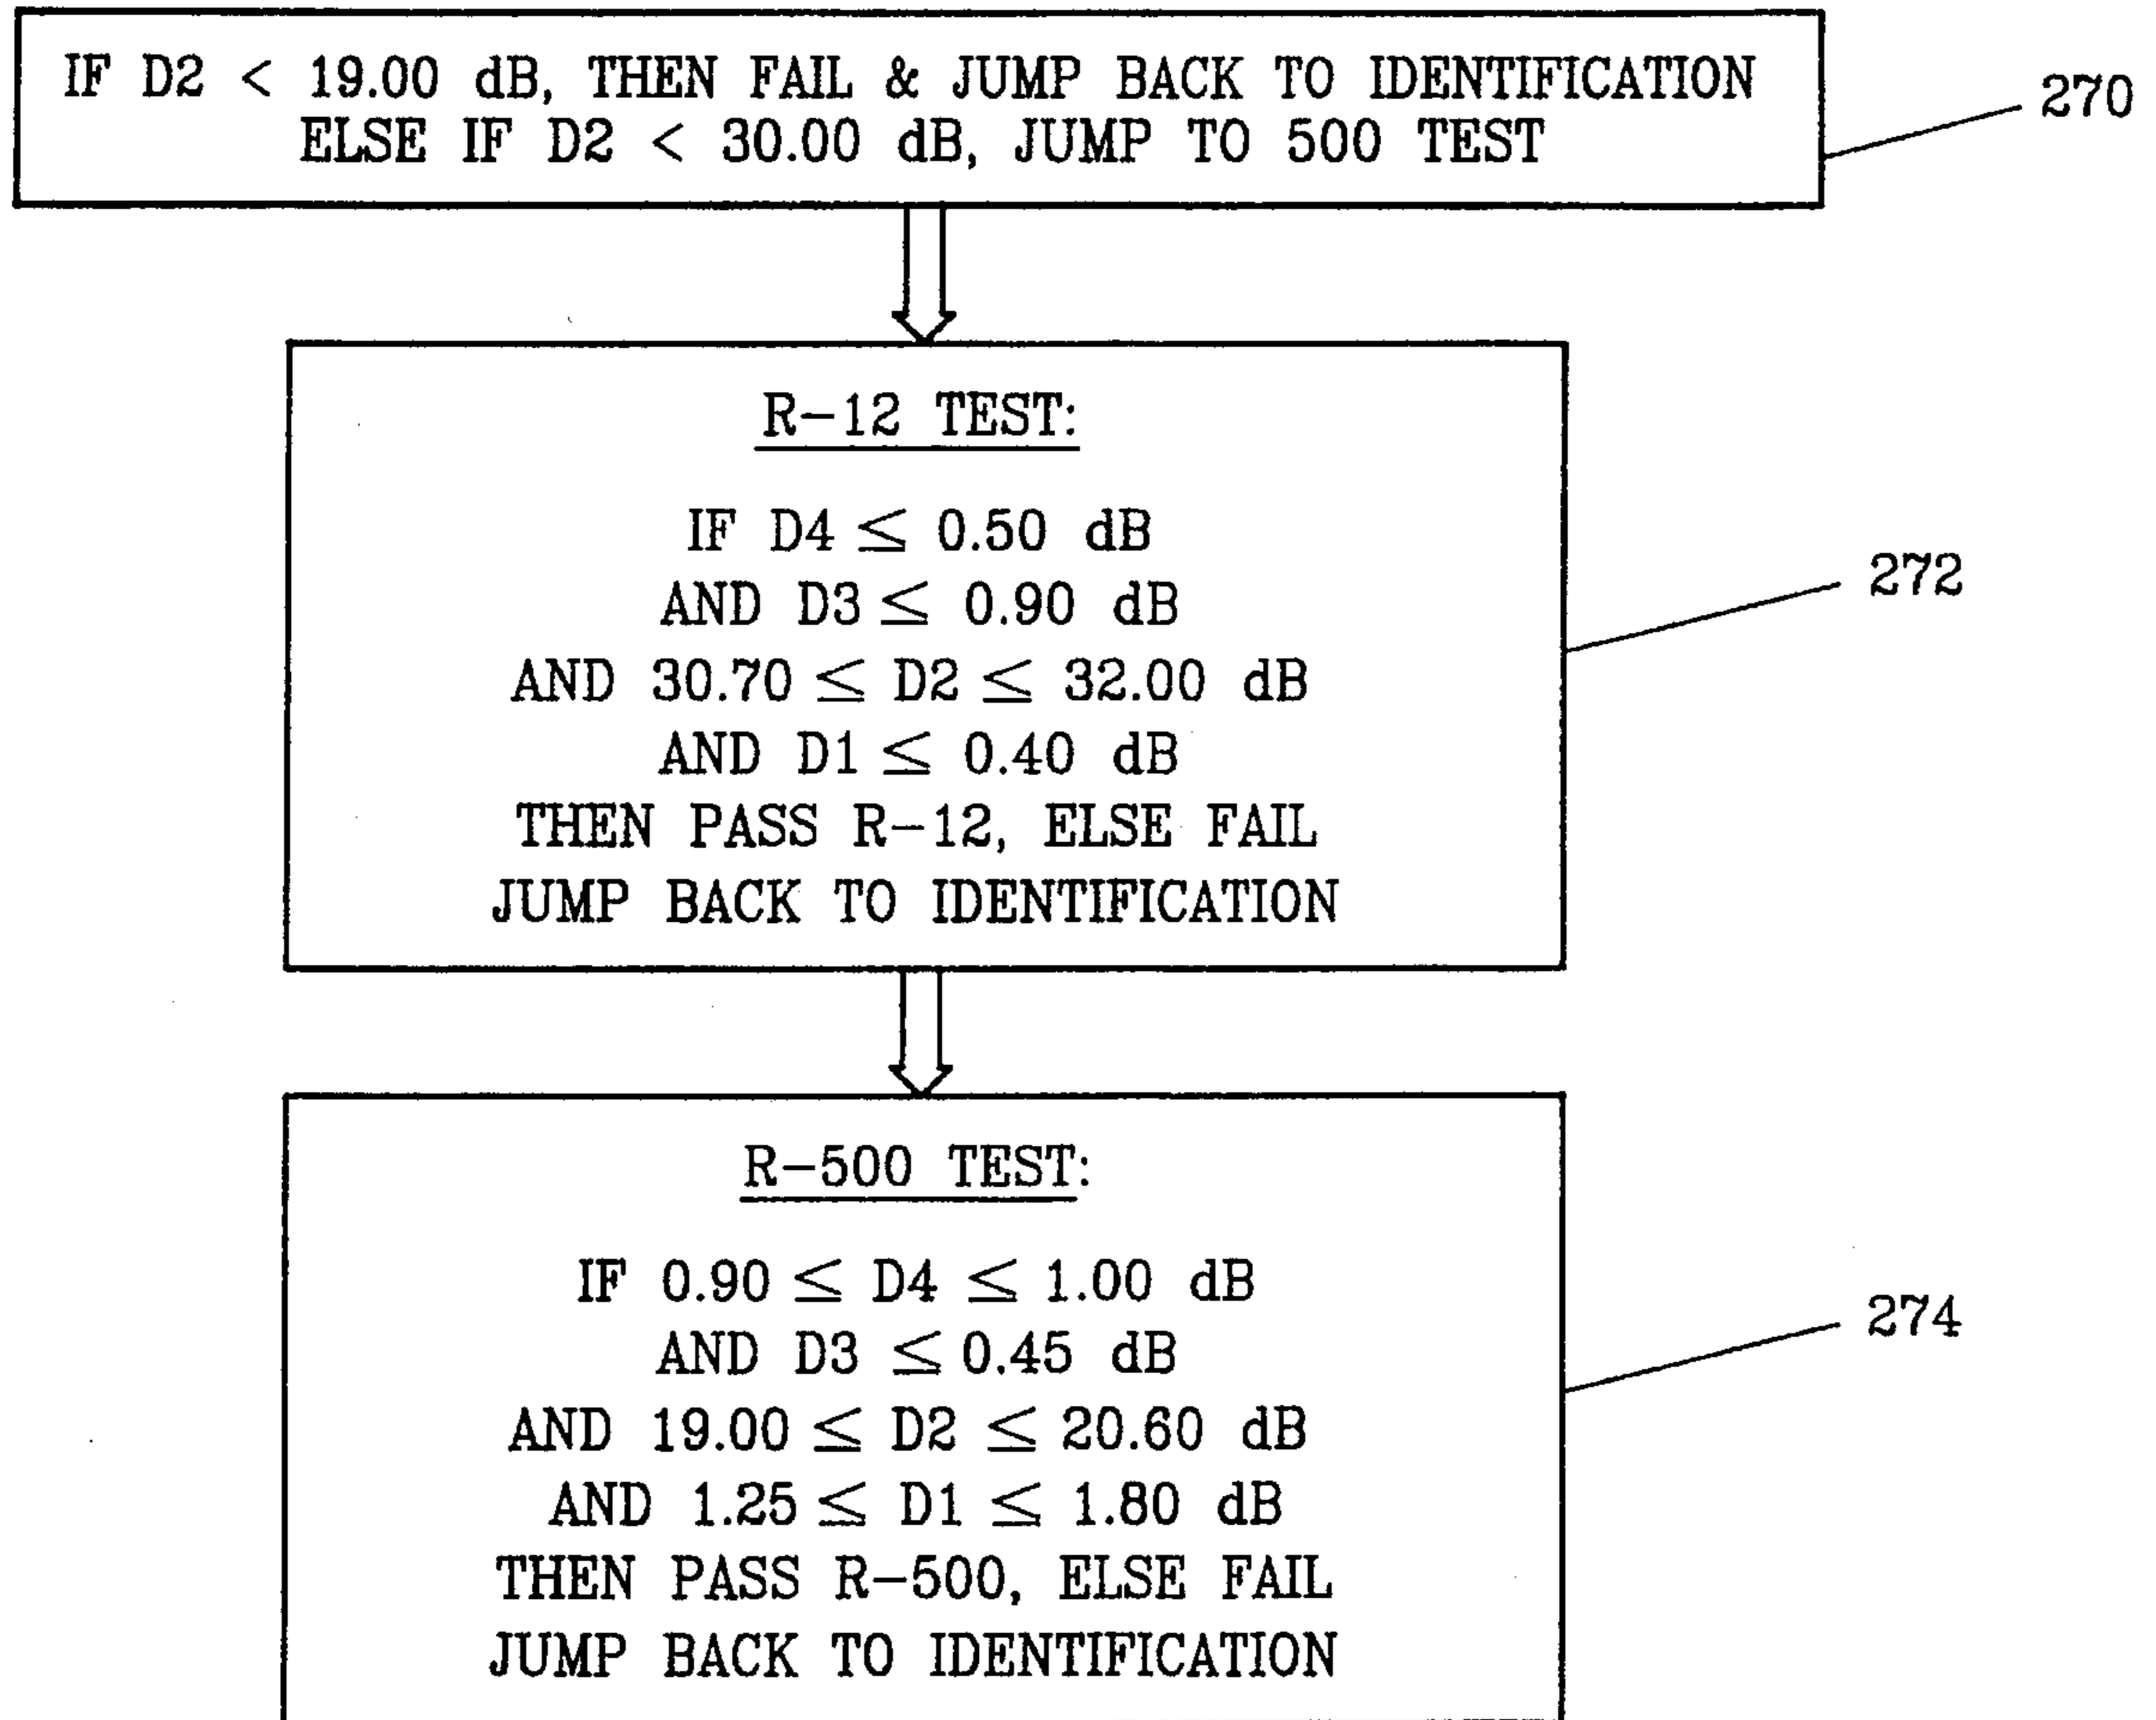 IF D2 < 19.00 dB, THEN FAIL & JUMP BACK TO IDENTIFICATION
ELSE IF D2 < 30.00 dB, JUMP TO 500 TEST
270
R-12 TEST:
IF D4 ≤ 0.50 dB
AND D3 ≤ 0.90 dB
AND 30.70 ≤ D2 ≤ 32.00 dB
AND D1 ≤ 0.40 dB
THEN PASS R-12, ELSE FAIL
JUMP BACK TO IDENTIFICATION
272
R-500 TEST:
IF 0.90 ≤ D4 ≤ 1.00 dB
AND D3 ≤ 0.45 dB
AND 19.00 ≤ D2 ≤ 20.60 dB
AND 1.25 ≤ D1 ≤ 1.80 dB
THEN PASS R-500, ELSE FAIL
JUMP BACK TO IDENTIFICATION
274